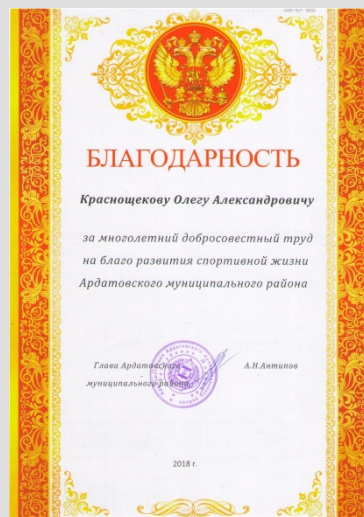 БЛАГОДАРНОСТЬ
Краснощекову Олегу Александровичу
за многолетний добросовестный труд
на благо развития спортивной жизни
Ардатовского муниципального района
Глава Ардатовского А.Н.Антипов
муниципального района
2018 г.